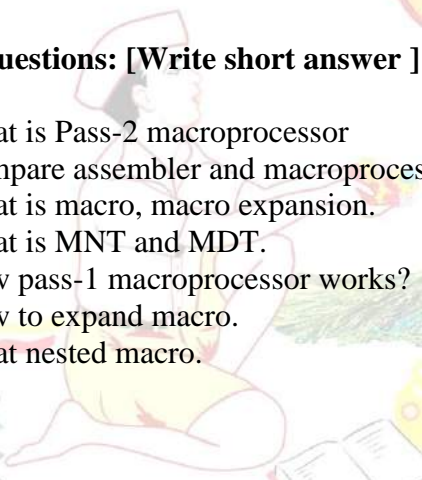 uestions: [Write short answer ]
at is Pass-2 macroprocessor
mpare assembler and macroproces
at is macro, macro expansion.
at is MNT and MDT.
w pass-1 macroprocessor works?
w to expand macro.
at nested macro.